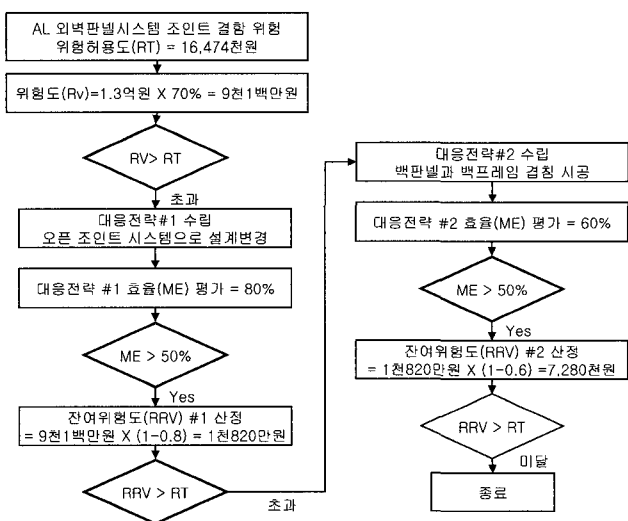 AL 외벽판넬시스템 조인트 결함 위험
위험허용도(RT) = 16,474천원
위험도(Rv)=1.3억원 X 70% = 9천1백만원
RV> RT
초과
대응전략#1 수립
오픈 조인트 시스템으로 설계변경
대응전략 #1 효율(ME) 평가 = 80%
ME > 50%
Yes
잔여위험도(RRV) #1 산정
= 9천1백만원 X (1-0.8) = 1천820만원
RRV > RT
초과
대응전략#2 수립
백판넬과 백프레임 겹침 시공
대응전략 #2 효율(ME) 평가 = 60%
ME > 50%
Yes
잔여위험도(RRV) #2 산정
= 1천820만원 X (1-0.6) =7,280천원
RRV > RT
미달
종료